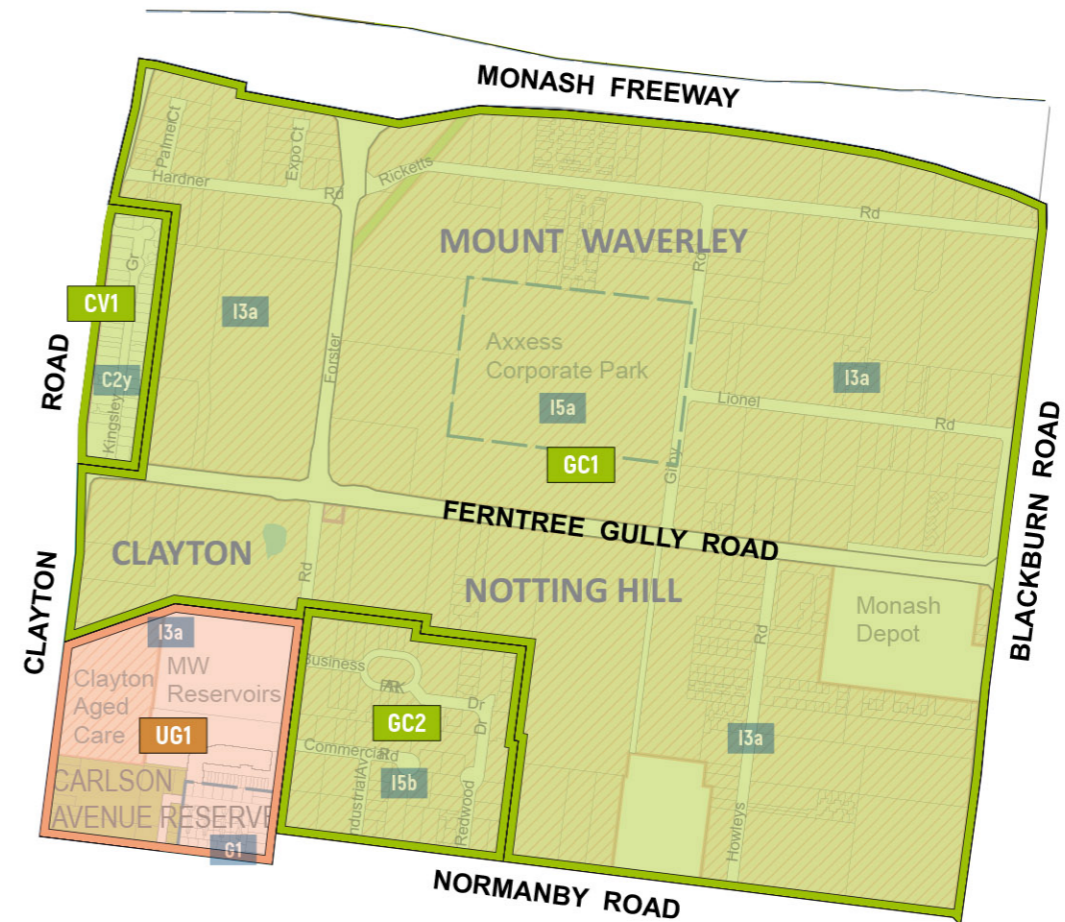 MONASH FREEWAY
Palmer Ct
Expo Ct
Ricketts
Hardner
Rd
Rd
MOUNT WAVERLEY
Gr
Rd
CV1
I3a
Forster
Axxess
Corporate Park
ROAD
C2y
I3a
I5a
Lionel
Rd
Kingsley
GC1
Gilby
BLACKBURN ROAD
FERNTREE GULLY ROAD
CLAYTON
NOTTING HILL
Rd
Monash
Depot
Rd
CLAYTON
I3a
MW
Reservoirs
Clayton
Aged
Care
Business
Dr
Dr
UG1
GC2
I3a
Commercial
Rd
I5b
CARLSON
AVENUE RESERVE
Industrial Av
Redwood
Howleys
G1
NORMANBY ROAD